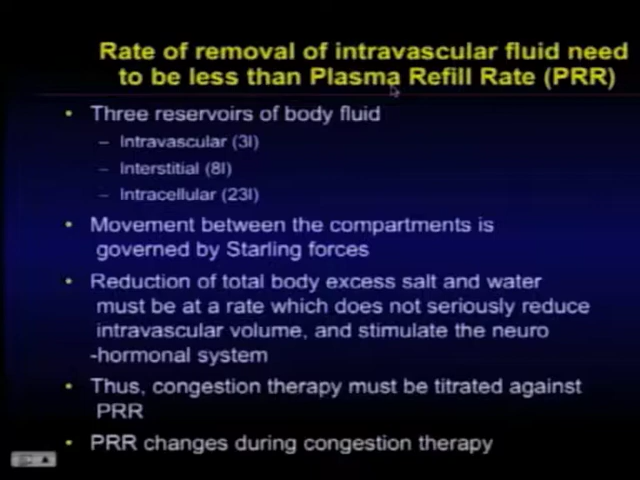 Rate of removal of intravascular fluid need
to be less than Plasma Refill Rate (PRR)
• Three reservoirs of body fluid
– Intravascular (3l)
– Interstitial (8l)
– Intracellular (23l)
• Movement between the compartments is
governed by Starling forces
• Reduction of total body excess salt and water
must be at a rate which does not seriously reduce
intravascular volume, and stimulate the neuro
-hormonal system
• Thus, congestion therapy must be titrated against
PRR
• PRR changes during congestion therapy